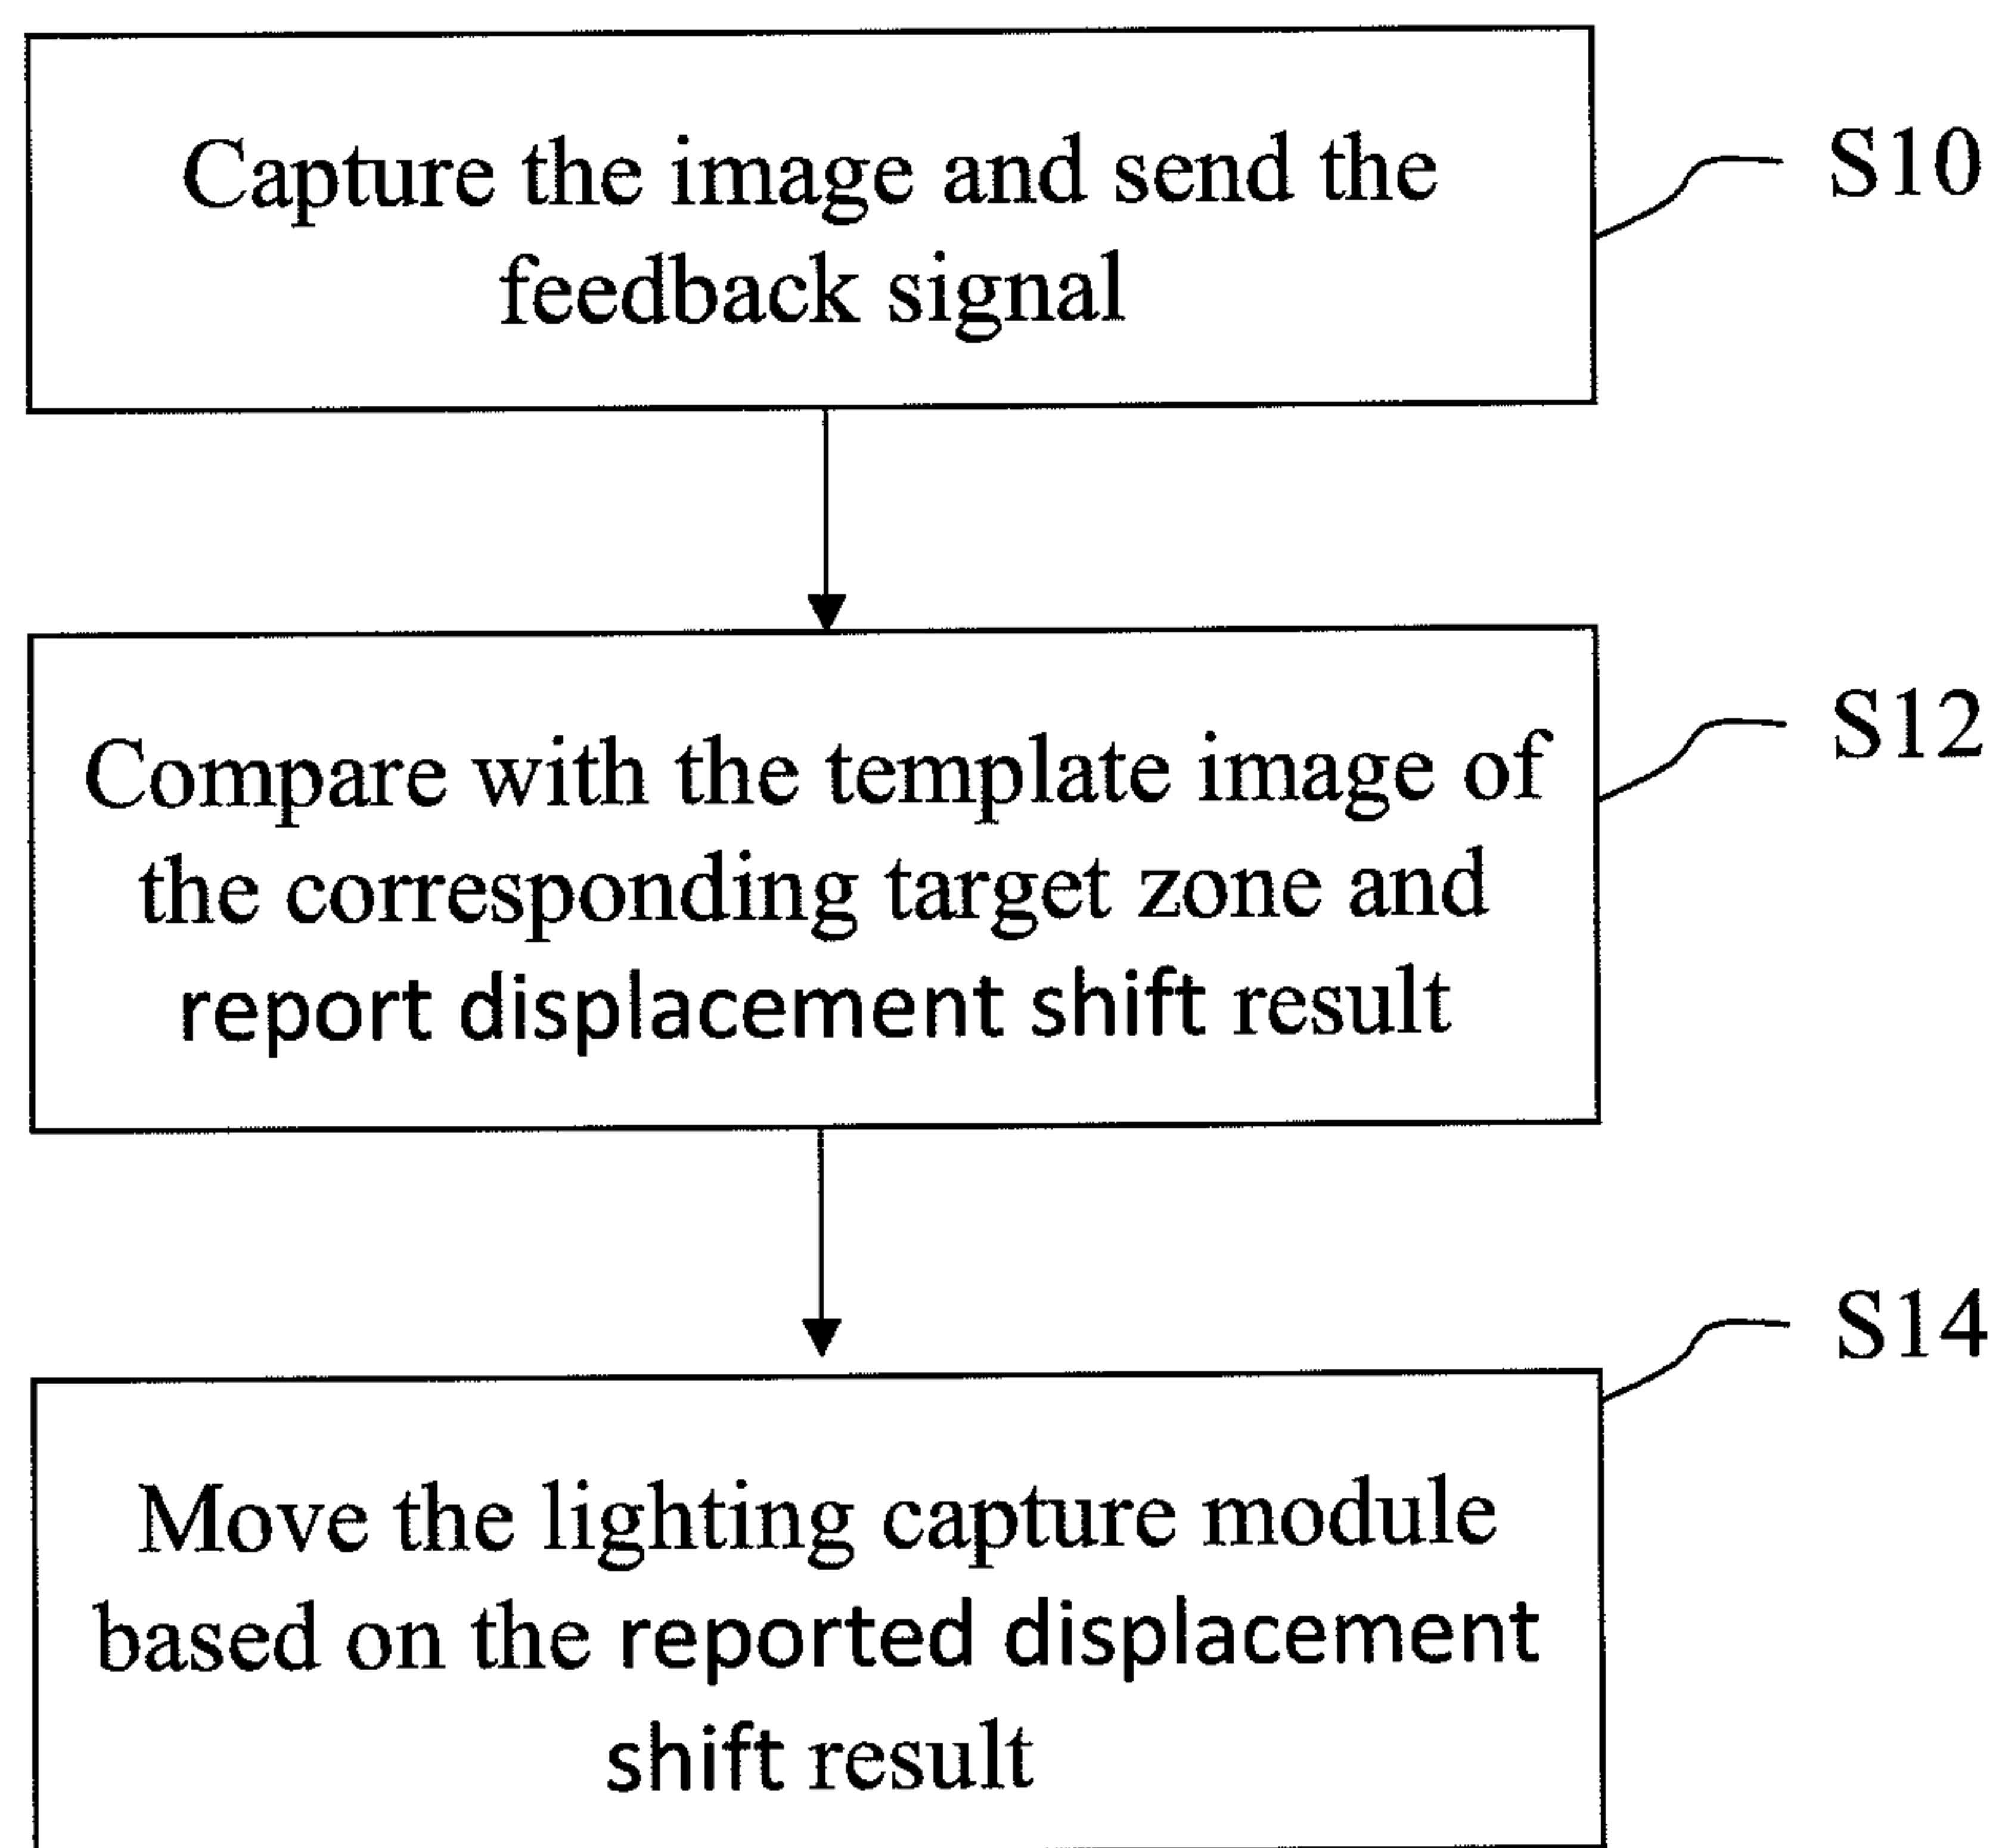 Capture the image and send the
feedback signal
S10
Compare with the template image of
the corresponding target zone and
report displacement shift result
S12
Move the lighting capture module
based on the reported displacement
shift result
S14